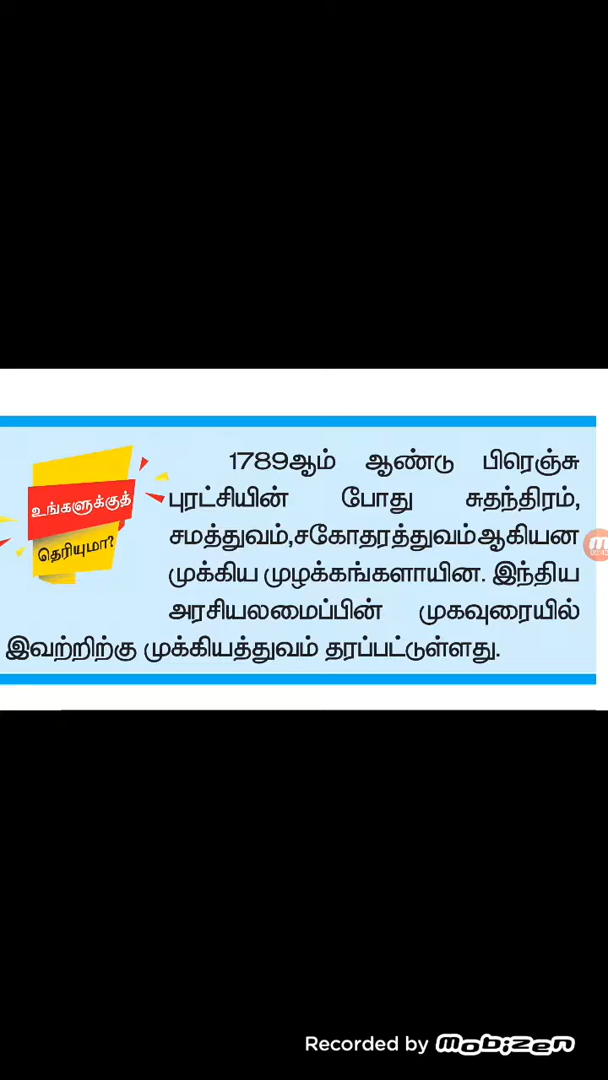 1789ஆம் ஆண்டு பிரெஞ்சு
உங்களுக்குத்
தெரியுமா?
புரட்சியின் போது சுதந்திரம்,
சமத்துவம்,சகோதரத்துவம்ஆகியன
முக்கிய முழக்கங்களாயின. இந்திய
அரசியலமைப்பின் முகவுரையில்
இவற்றிற்கு முக்கியத்துவம் தரப்பட்டுள்ளது.
Recorded by mobizen